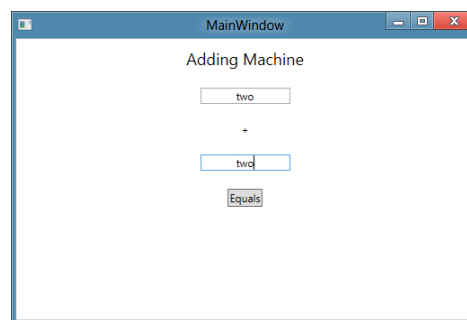 MainWindow
Adding Machine
two
+
two
Equals